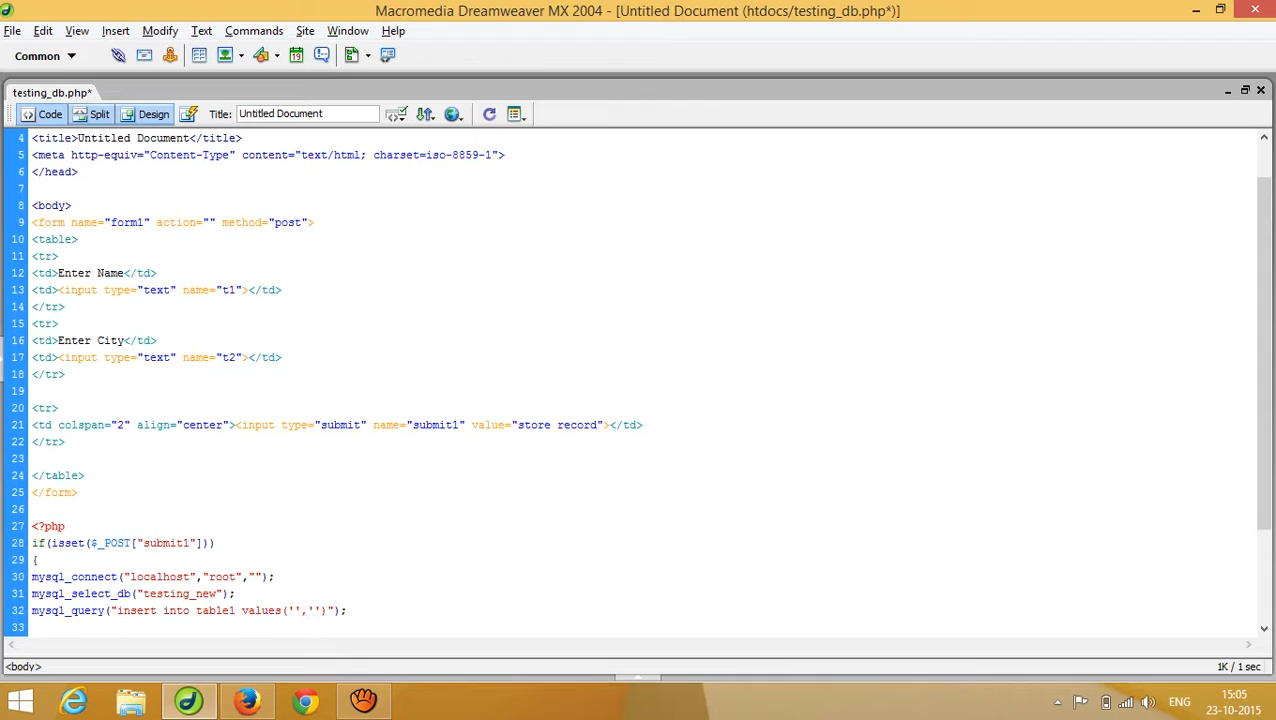 Macromedia Dreamweaver MX 2004 - [Untitled Document (htdocs/testing_db.php*)]
File Edit View Insert Modify Text Commands Site Window Help
Common
testing_db.php*
Code Split Design Title: Untitled Document
4 <title>Untitled Document</title>
5 <meta http-equiv="Content-Type" content="text/html; charset=iso-8859-1">
6 </head>
7
8 <body>
9 <form name="form1" action="" method="post">
10 <table>
11 <tr>
12 <td>Enter Name</td>
13 <td><input type="text" name="t1"></td>
14 </tr>
15 <tr>
16 <td>Enter City</td>
17 <td><input type="text" name="t2"></td>
18 </tr>
19
20 <tr>
21 <td colspan="2" align="center"><input type="submit" name="submit1" value="store record"></td>
22 </tr>
23
24 </table>
25 </form>
26
27 <?php
28 if(isset($_POST["submit1"]))
29 {
30 mysql_connect("localhost","root","");
31 mysql_select_db("testing_new");
32 mysql_query("insert into table1 values('','')");
33
<body>
1K / 1 sec
ENG
15:05
23-10-2015